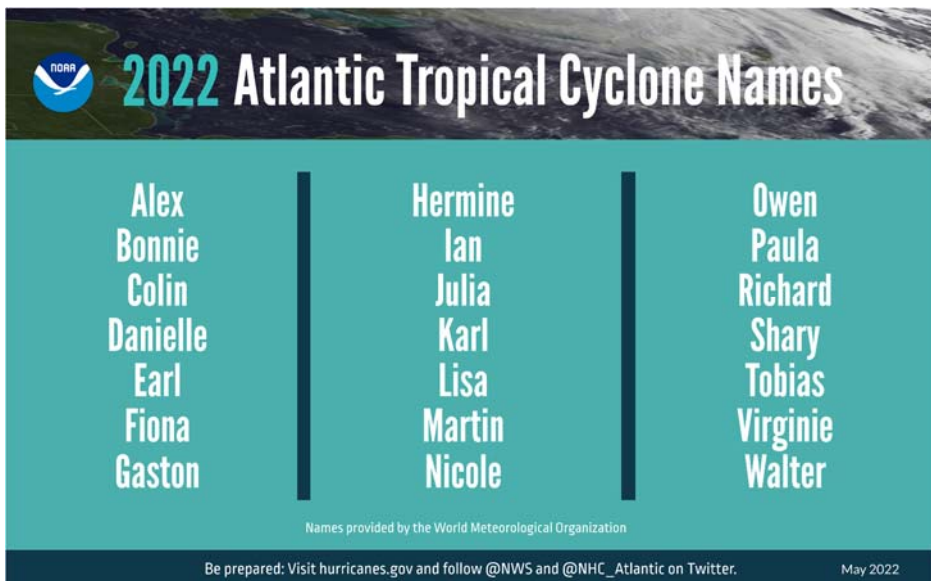 NOAA
2022 Atlantic Tropical Cyclone Names
Alex
Bonnie
Colin
Danielle
Earl
Fiona
Gaston
Hermine
Ian
Julia
Karl
Lisa
Martin
Nicole
Owen
Paula
Richard
Shary
Tobias
Virginie
Walter
Names provided by the World Meteorological Organization
Be prepared: Visit hurricanes.gov and follow @NWS and @NHC_Atlantic on Twitter.
May 2022